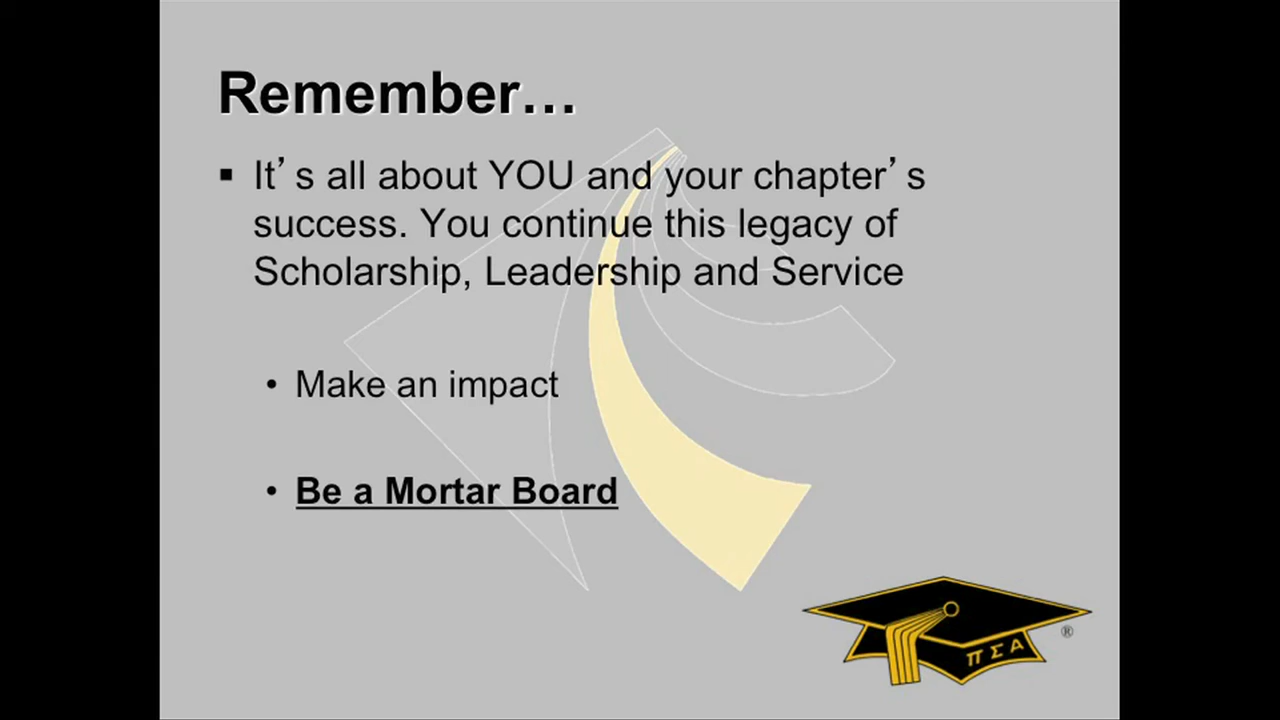 Remember…
▪ It’s all about YOU and your chapter’s
success. You continue this legacy of
Scholarship, Leadership and Service
• Make an impact
• Be a Mortar Board
ΠΣΑ
®